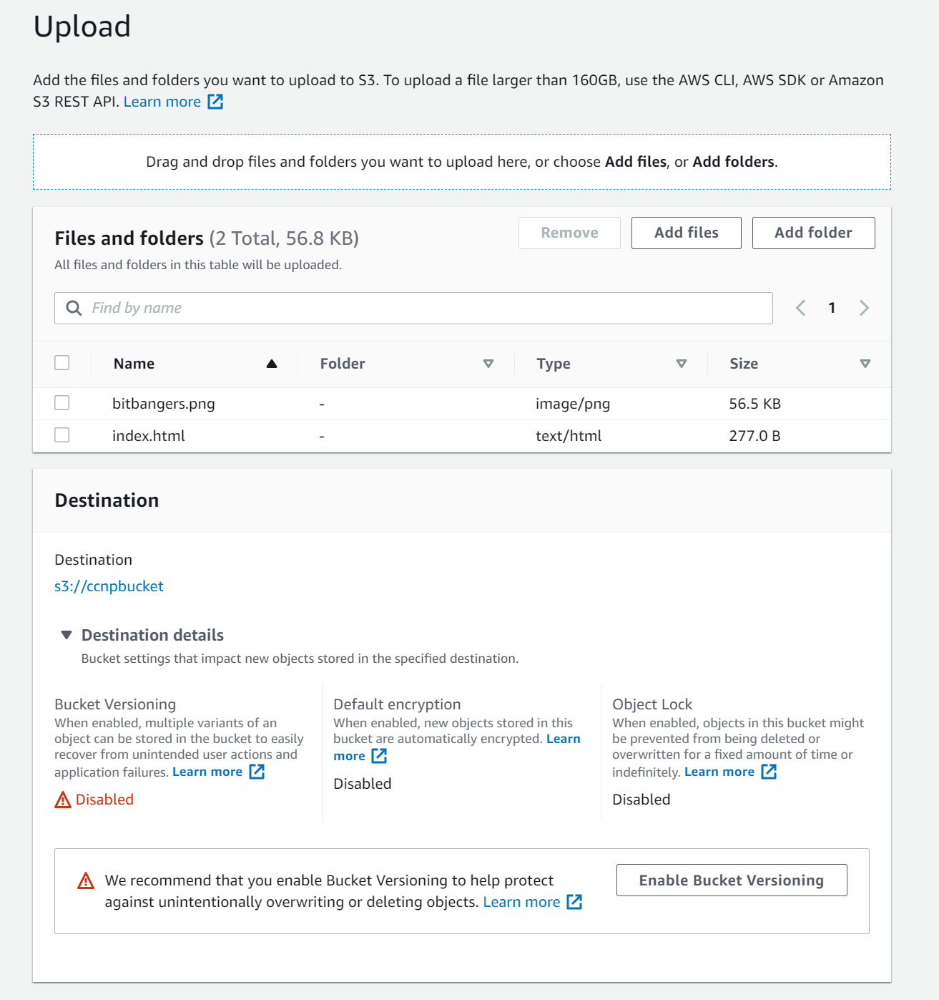 Upload
Add the files and folders you want to upload to S3. To upload a file larger than 160GB, use the AWS CLI, AWS SDK or Amazon
S3 REST API. Learn more
Drag and drop files and folders you want to upload here, or choose Add files, or Add folders.
Files and folders (2 Total, 56.8 KB)
Remove
Add files
Add folder
All files and folders in this table will be uploaded.
Find by name
1
Name Folder Type Size
bitbangers.png - image/png 56.5 KB
index.html - text/html 277.0 B
Destination
Destination
s3://ccnpbucket
Destination details
Bucket settings that impact new objects stored in the specified destination.
Bucket Versioning
When enabled, multiple variants of an
object can be stored in the bucket to easily
recover from unintended user actions and
application failures. Learn more
Disabled
Default encryption
When enabled, new objects stored in this
bucket are automatically encrypted. Learn
more
Disabled
Object Lock
When enabled, objects in this bucket might
be prevented from being deleted or
overwritten for a fixed amount of time or
indefinitely. Learn more
Disabled
We recommend that you enable Bucket Versioning to help protect
against unintentionally overwriting or deleting objects. Learn more
Enable Bucket Versioning